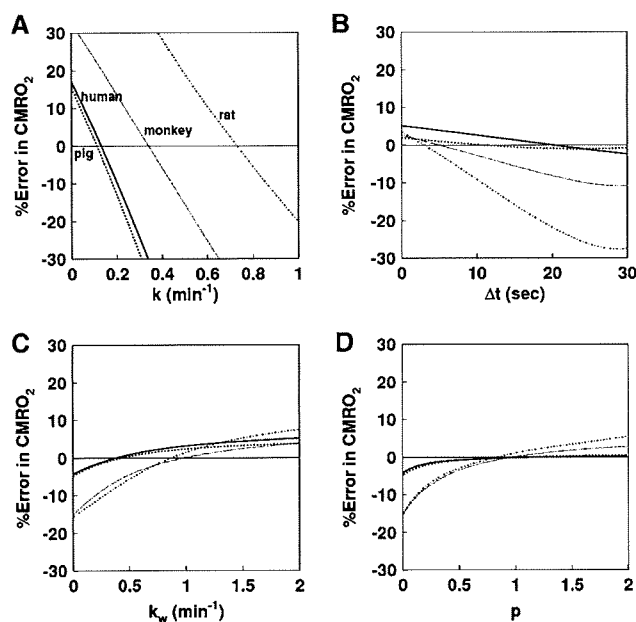 A
%Error in CMRO2
30
20
10
0
-10
-20
-30
human
pig
monkey
rat
0 0.2 0.4 0.6 0.8 1
k (min-1)
B
%Error in CMRO2
30
20
10
0
-10
-20
-30
0 10 20 30
Δt (sec)
C
%Error in CMRO2
30
20
10
0
-10
-20
-30
0 0.5 1 1.5 2
kw (min-1)
D
%Error in CMRO2
30
20
10
0
-10
-20
-30
0 0.5 1 1.5 2
p